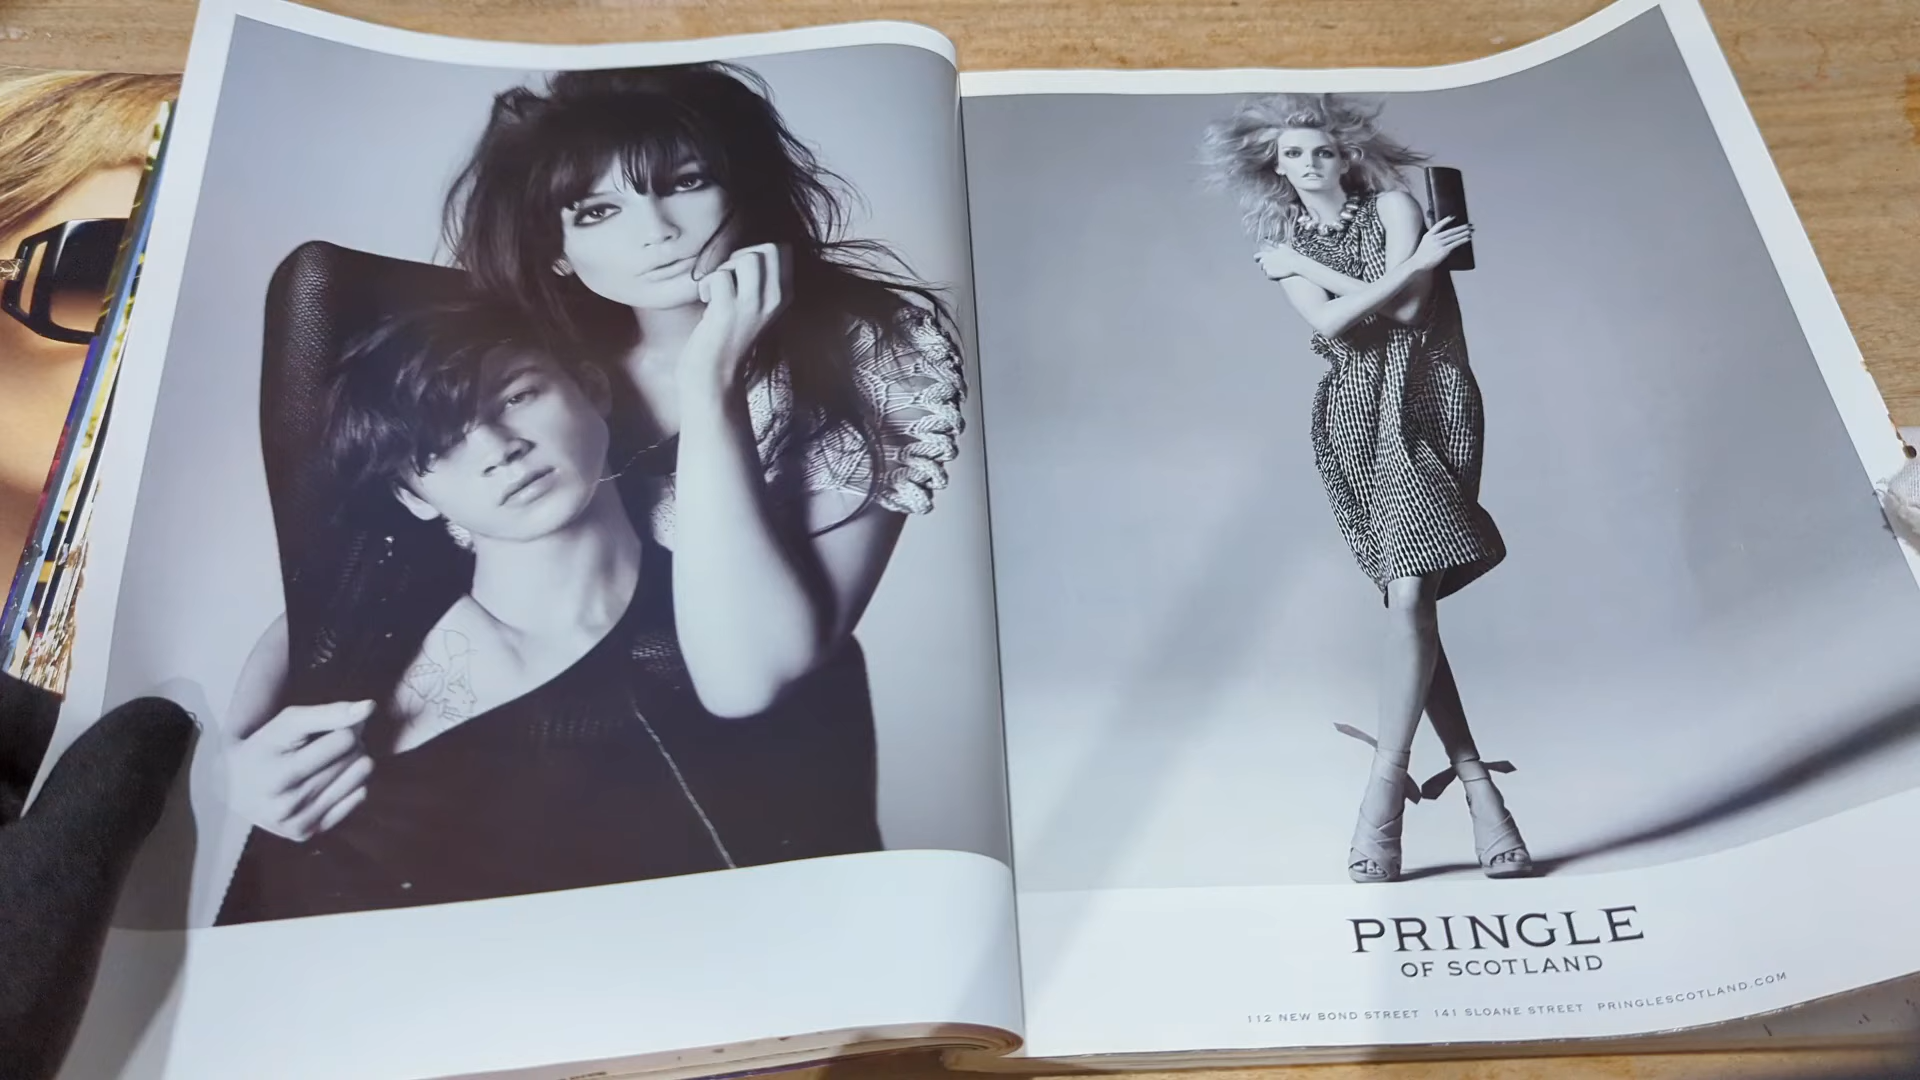 PRINGLE
OF SCOTLAND
112 NEW BOND STREET 141 SLOANE STREET PRINGLESCOTLAND.COM